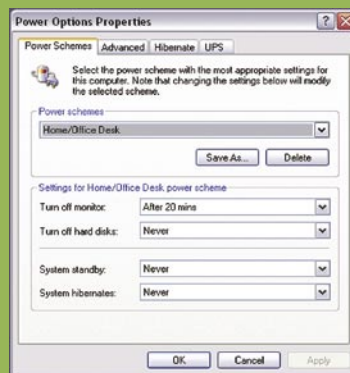 Power Options Properties
Power Schemes Advanced Hibernate UPS
Select the power scheme with the most appropriate settings for
this computer. Note that changing the settings below will modify
the selected scheme.
Power schemes
Home/Office Desk
Save As... Delete
Settings for Home/Office Desk power scheme
Turn off monitor: After 20 mins
Turn off hard disks: Never
System standby: Never
System hibernates: Never
OK Cancel Apply